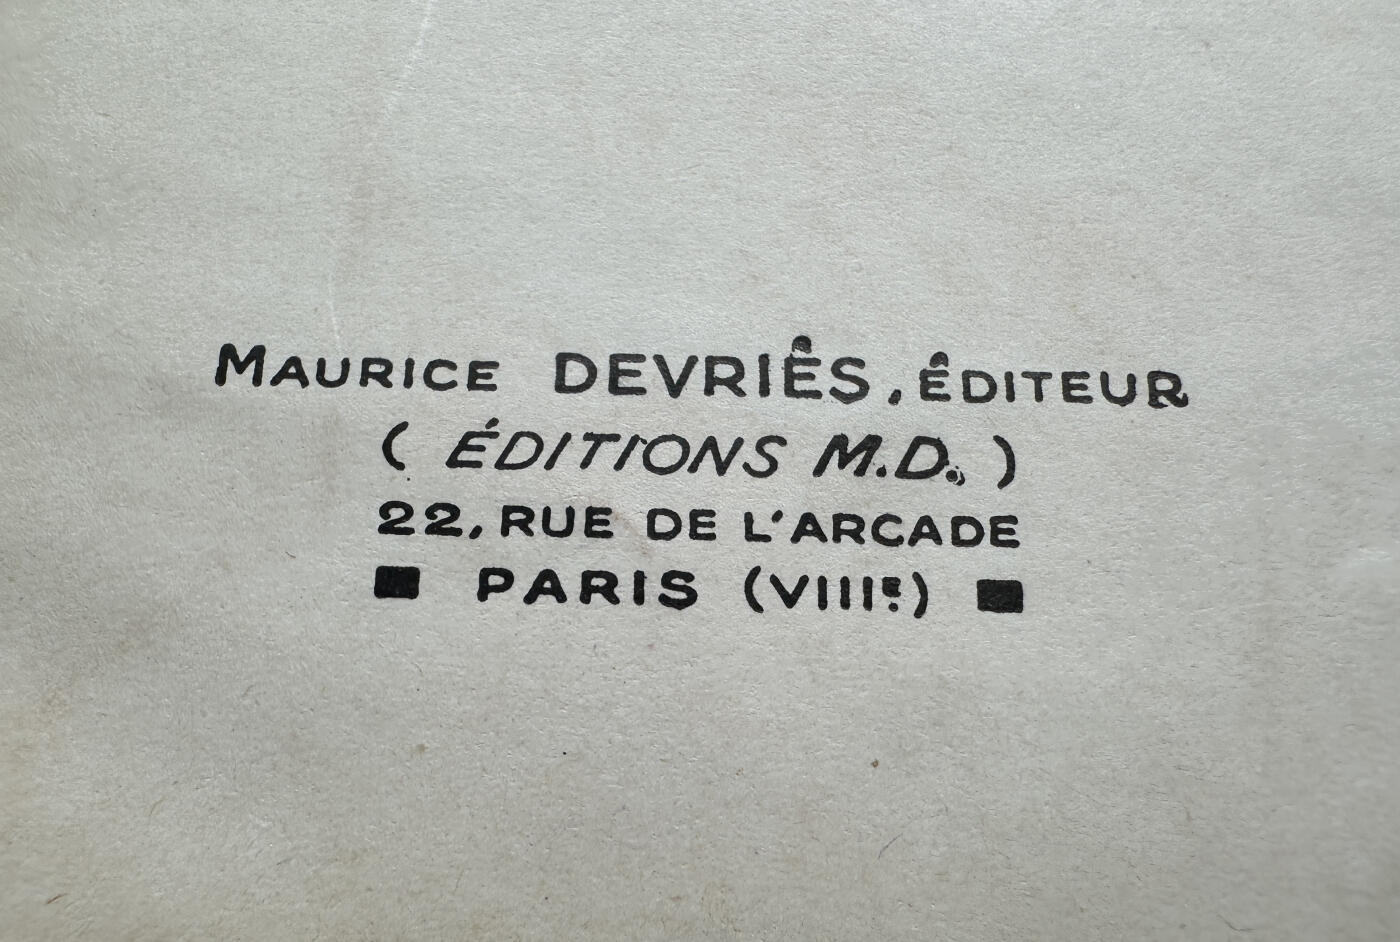 MAURICE DEVRIÈS, ÉDITEUR
( ÉDITIONS M.D. )
22, RUE DE L'ARCADE
■ PARIS (VIIIE) ■